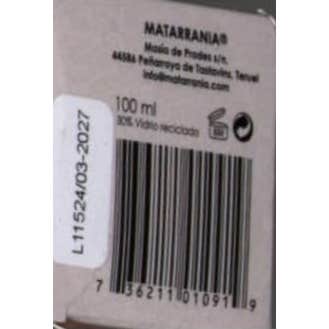 MATARRANIA®
Masía de Prades s/n.
44586 Peñarroya de Tastavins, Teruel
info@matarrania.com
100 ml
30% Vidrio reciclado
L11524/03-2027
7 36211 01091 9